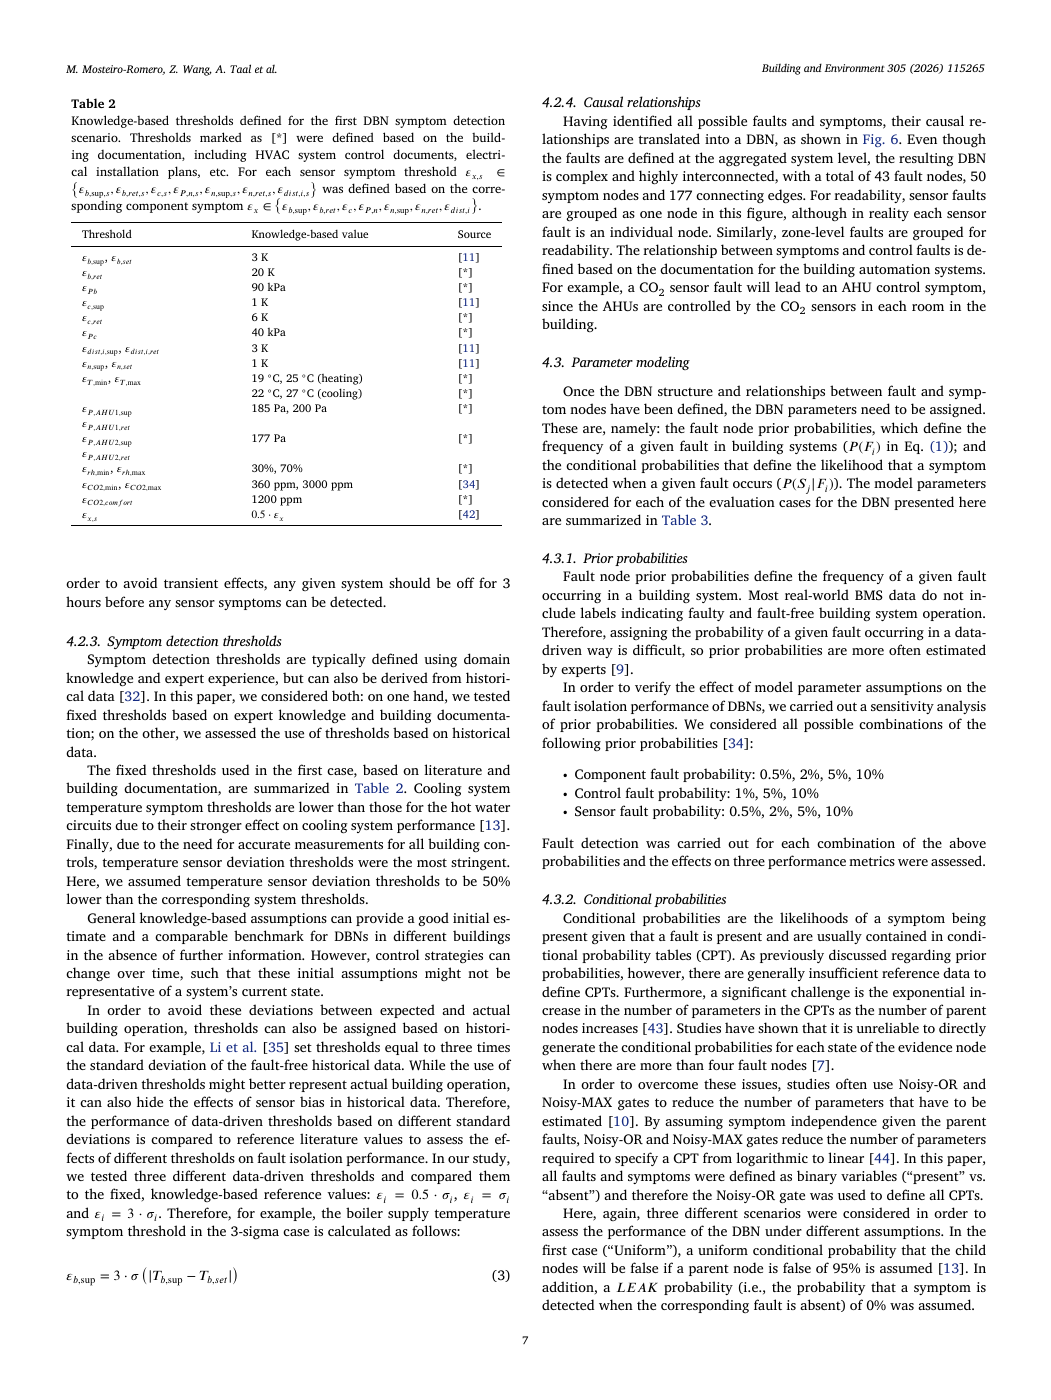 M. Mosteiro-Romero, Z. Wang, A. Taal et al.
Building and Environment 305 (2026) 115265
Table 2
Knowledge-based thresholds defined for the first DBN symptom detection
scenario. Thresholds marked as [*] were defined based on the build-
ing documentation, including HVAC system control documents, electri-
cal installation plans, etc. For each sensor symptom threshold ε_{x,s} ∈
{ε_{b,sup,s}, ε_{b,ret,s}, ε_{c,s}, ε_{P,n,s}, ε_{n,sup,s}, ε_{n,ret,s}, ε_{dist,i,s}} was defined based on the corre-
sponding component symptom ε_x ∈ {ε_{b,sup}, ε_{b,ret}, ε_c, ε_{P,n}, ε_{n,sup}, ε_{n,ret}, ε_{dist,i}}.
Threshold Knowledge-based value Source
ε_{b,sup}, ε_{b,set} 3 K [11]
ε_{b,ret} 20 K [*]
ε_{Pb} 90 kPa [*]
ε_{c,sup} 1 K [11]
ε_{c,ret} 6 K [*]
ε_{Pc} 40 kPa [*]
ε_{dist,i,sup}, ε_{dist,i,ret} 3 K [11]
ε_{n,sup}, ε_{n,set} 1 K [11]
ε_{T,min}, ε_{T,max} 19 °C, 25 °C (heating) [*]
22 °C, 27 °C (cooling) [*]
ε_{P,AHU1,sup} 185 Pa, 200 Pa [*]
ε_{P,AHU1,ret}
ε_{P,AHU2,sup} 177 Pa [*]
ε_{P,AHU2,ret}
ε_{rh,min}, ε_{rh,max} 30%, 70% [*]
ε_{CO2,min}, ε_{CO2,max} 360 ppm, 3000 ppm [34]
ε_{CO2,comfort} 1200 ppm [*]
ε_{x,s} 0.5 · ε_x [42]
order to avoid transient effects, any given system should be off for 3
hours before any sensor symptoms can be detected.
4.2.3. Symptom detection thresholds
Symptom detection thresholds are typically defined using domain
knowledge and expert experience, but can also be derived from histori-
cal data [32]. In this paper, we considered both: on one hand, we tested
fixed thresholds based on expert knowledge and building documenta-
tion; on the other, we assessed the use of thresholds based on historical
data.
The fixed thresholds used in the first case, based on literature and
building documentation, are summarized in Table 2. Cooling system
temperature symptom thresholds are lower than those for the hot water
circuits due to their stronger effect on cooling system performance [13].
Finally, due to the need for accurate measurements for all building con-
trols, temperature sensor deviation thresholds were the most stringent.
Here, we assumed temperature sensor deviation thresholds to be 50%
lower than the corresponding system thresholds.
General knowledge-based assumptions can provide a good initial es-
timate and a comparable benchmark for DBNs in different buildings
in the absence of further information. However, control strategies can
change over time, such that these initial assumptions might not be
representative of a system's current state.
In order to avoid these deviations between expected and actual
building operation, thresholds can also be assigned based on histori-
cal data. For example, Li et al. [35] set thresholds equal to three times
the standard deviation of the fault-free historical data. While the use of
data-driven thresholds might better represent actual building operation,
it can also hide the effects of sensor bias in historical data. Therefore,
the performance of data-driven thresholds based on different standard
deviations is compared to reference literature values to assess the ef-
fects of different thresholds on fault isolation performance. In our study,
we tested three different data-driven thresholds and compared them
to the fixed, knowledge-based reference values: ε_i = 0.5 · σ_i, ε_i = σ_i
and ε_i = 3 · σ_i. Therefore, for example, the boiler supply temperature
symptom threshold in the 3-sigma case is calculated as follows:
ε_{b,sup} = 3 · σ (|T_{b,sup} − T_{b,set}|) (3)
4.2.4. Causal relationships
Having identified all possible faults and symptoms, their causal re-
lationships are translated into a DBN, as shown in Fig. 6. Even though
the faults are defined at the aggregated system level, the resulting DBN
is complex and highly interconnected, with a total of 43 fault nodes, 50
symptom nodes and 177 connecting edges. For readability, sensor faults
are grouped as one node in this figure, although in reality each sensor
fault is an individual node. Similarly, zone-level faults are grouped for
readability. The relationship between symptoms and control faults is de-
fined based on the documentation for the building automation systems.
For example, a CO₂ sensor fault will lead to an AHU control symptom,
since the AHUs are controlled by the CO₂ sensors in each room in the
building.
4.3. Parameter modeling
Once the DBN structure and relationships between fault and symp-
tom nodes have been defined, the DBN parameters need to be assigned.
These are, namely: the fault node prior probabilities, which define the
frequency of a given fault in building systems (P(F_i) in Eq. (1)); and
the conditional probabilities that define the likelihood that a symptom
is detected when a given fault occurs (P(S_j|F_i)). The model parameters
considered for each of the evaluation cases for the DBN presented here
are summarized in Table 3.
4.3.1. Prior probabilities
Fault node prior probabilities define the frequency of a given fault
occurring in a building system. Most real-world BMS data do not in-
clude labels indicating faulty and fault-free building system operation.
Therefore, assigning the probability of a given fault occurring in a data-
driven way is difficult, so prior probabilities are more often estimated
by experts [9].
In order to verify the effect of model parameter assumptions on the
fault isolation performance of DBNs, we carried out a sensitivity analysis
of prior probabilities. We considered all possible combinations of the
following prior probabilities [34]:
• Component fault probability: 0.5%, 2%, 5%, 10%
• Control fault probability: 1%, 5%, 10%
• Sensor fault probability: 0.5%, 2%, 5%, 10%
Fault detection was carried out for each combination of the above
probabilities and the effects on three performance metrics were assessed.
4.3.2. Conditional probabilities
Conditional probabilities are the likelihoods of a symptom being
present given that a fault is present and are usually contained in condi-
tional probability tables (CPT). As previously discussed regarding prior
probabilities, however, there are generally insufficient reference data to
define CPTs. Furthermore, a significant challenge is the exponential in-
crease in the number of parameters in the CPTs as the number of parent
nodes increases [43]. Studies have shown that it is unreliable to directly
generate the conditional probabilities for each state of the evidence node
when there are more than four fault nodes [7].
In order to overcome these issues, studies often use Noisy-OR and
Noisy-MAX gates to reduce the number of parameters that have to be
estimated [10]. By assuming symptom independence given the parent
faults, Noisy-OR and Noisy-MAX gates reduce the number of parameters
required to specify a CPT from logarithmic to linear [44]. In this paper,
all faults and symptoms were defined as binary variables (“present” vs.
“absent”) and therefore the Noisy-OR gate was used to define all CPTs.
Here, again, three different scenarios were considered in order to
assess the performance of the DBN under different assumptions. In the
first case (“Uniform”), a uniform conditional probability that the child
nodes will be false if a parent node is false of 95% is assumed [13]. In
addition, a LEAK probability (i.e., the probability that a symptom is
detected when the corresponding fault is absent) of 0% was assumed.
7